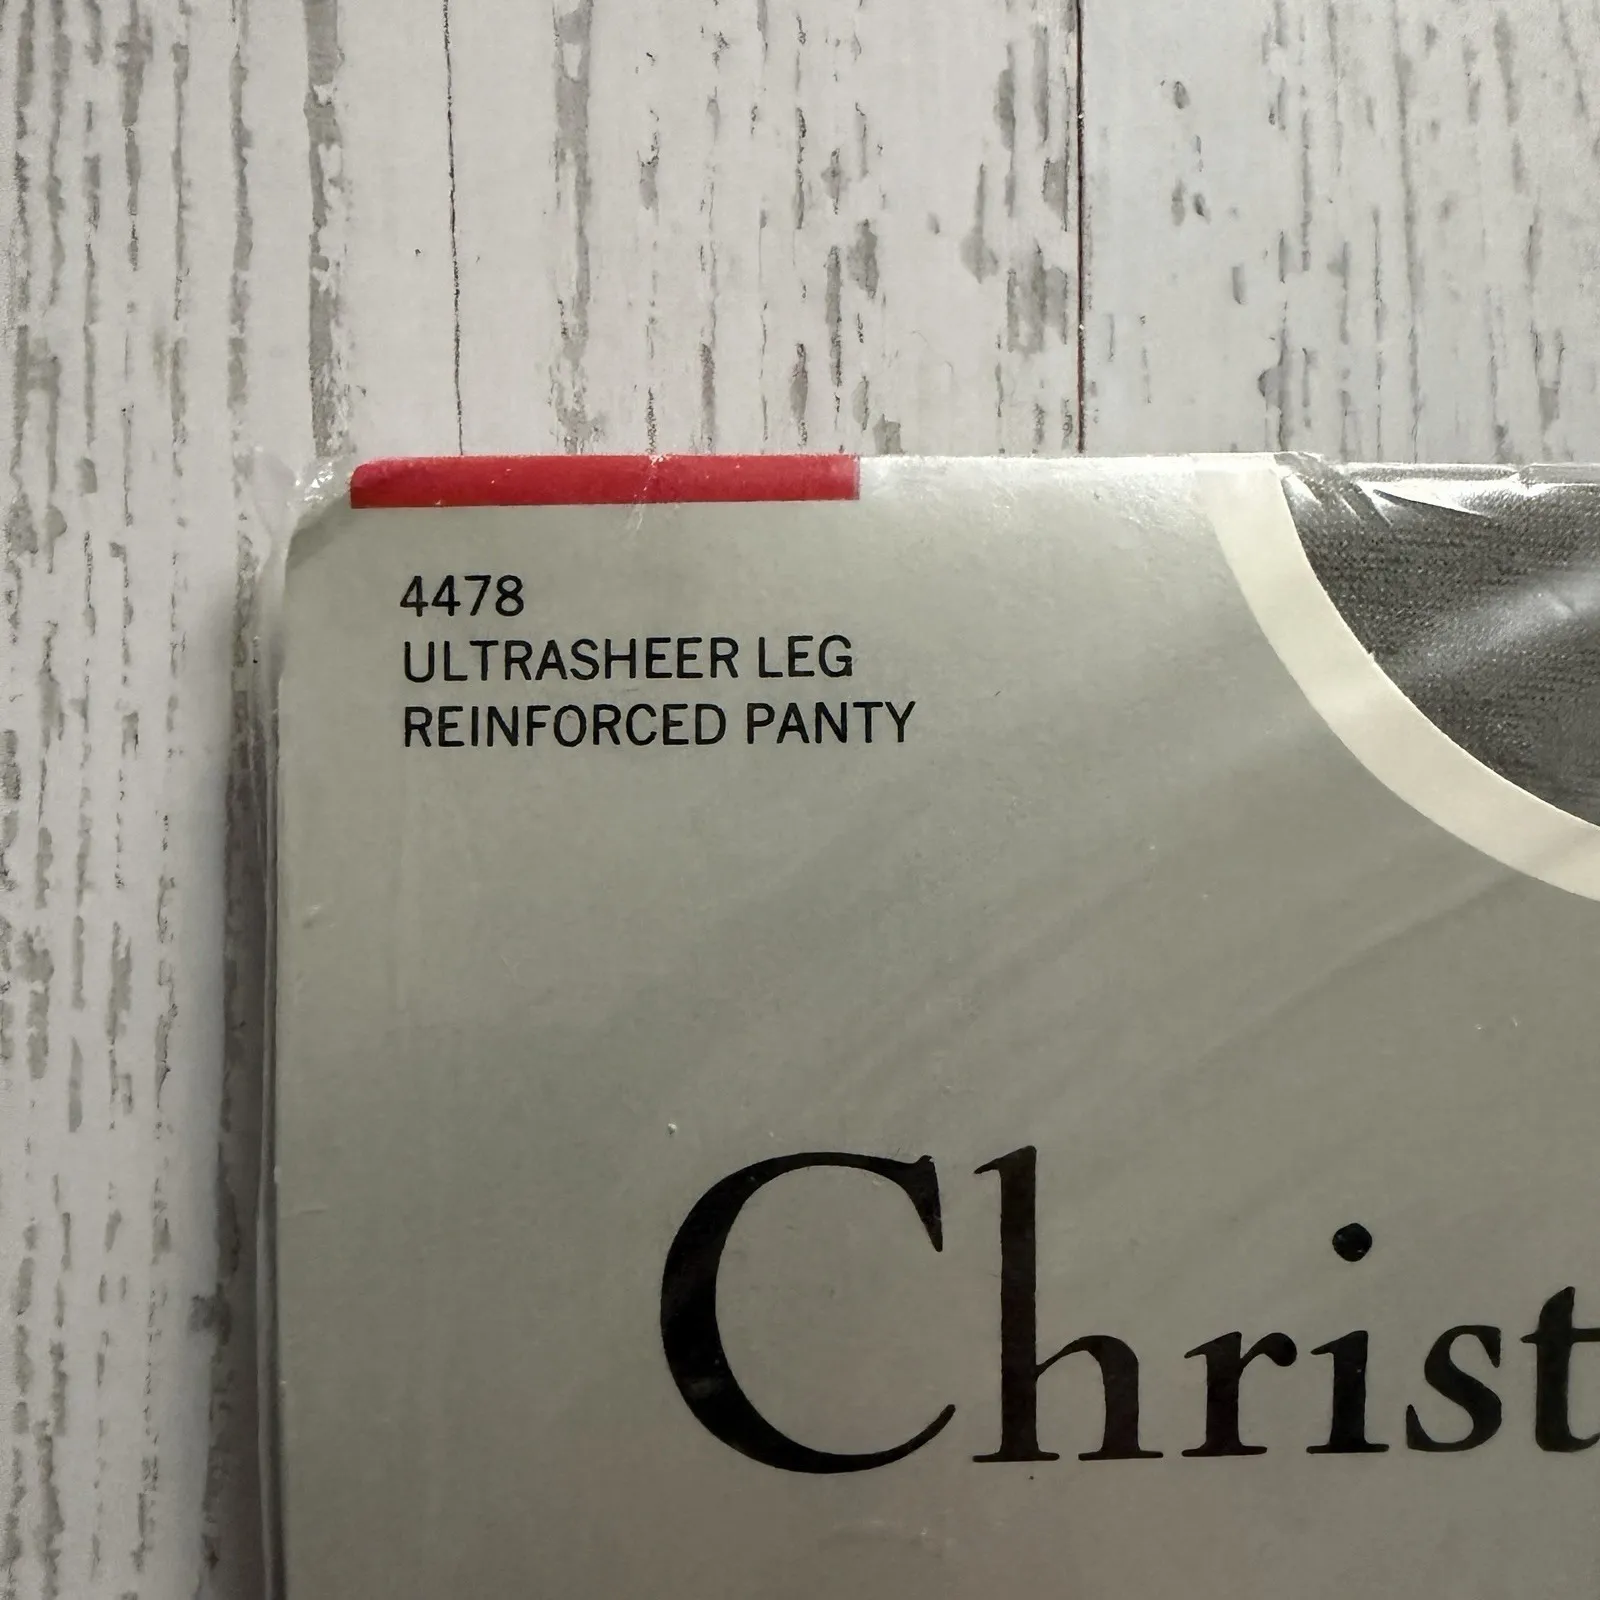 4478
ULTRASHEER LEG
REINFORCED PANTY
Christ